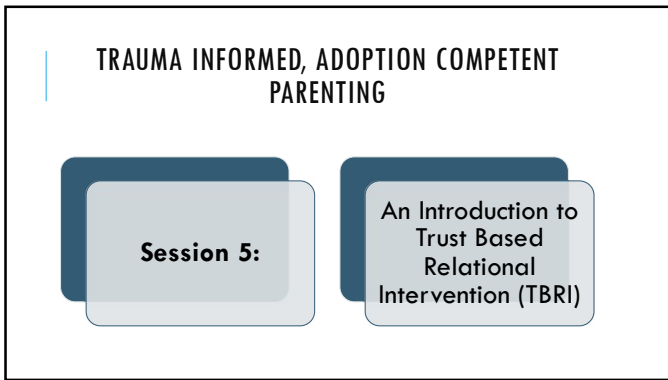 TRAUMA INFORMED, ADOPTION COMPETENT
PARENTING
Session 5:
An Introduction to
Trust Based
Relational
Intervention (TBRI)